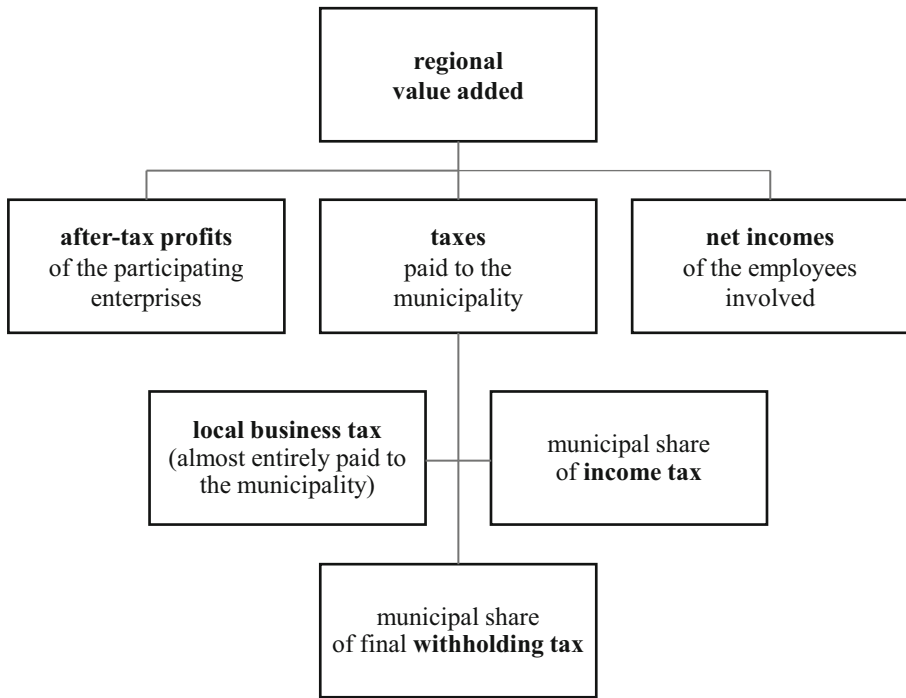 regional
value added
after-tax profits
of the participating
enterprises
taxes
paid to the
municipality
net incomes
of the employees
involved
local business tax
(almost entirely paid to
the municipality)
municipal share
of income tax
municipal share
of final withholding tax